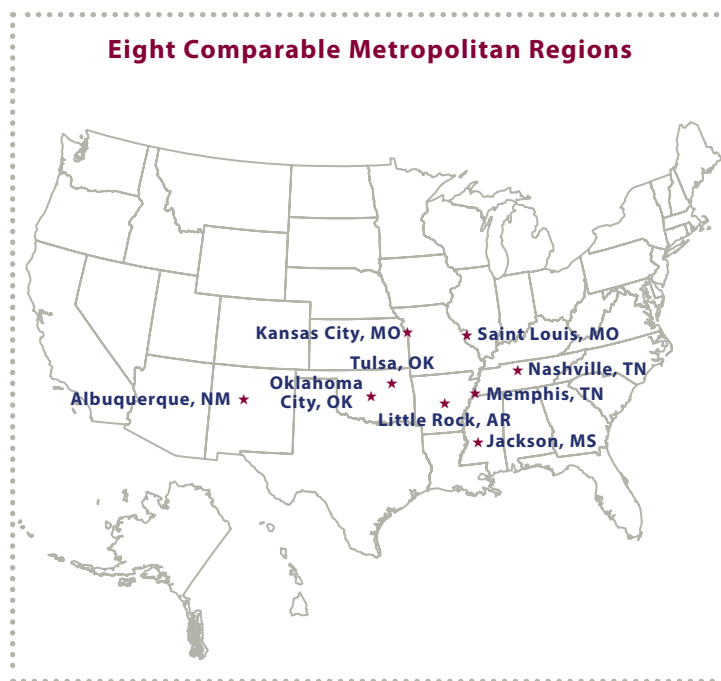 Eight Comparable Metropolitan Regions
Kansas City, MO
Saint Louis, MO
Tulsa, OK
Nashville, TN
Oklahoma
City, OK
Albuquerque, NM
Memphis, TN
Little Rock, AR
Jackson, MS